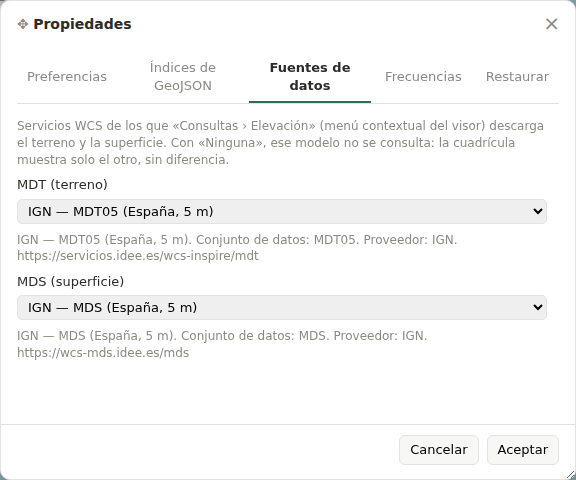 Propiedades
Preferencias
Índices de
GeoJSON
Fuentes de
datos
Frecuencias
Restaurar
Servicios WCS de los que «Consultas › Elevación» (menú contextual del visor) descarga
el terreno y la superficie. Con «Ninguna», ese modelo no se consulta: la cuadrícula
muestra solo el otro, sin diferencia.
MDT (terreno)
IGN — MDT05 (España, 5 m)
IGN — MDT05 (España, 5 m). Conjunto de datos: MDT05. Proveedor: IGN.
https://servicios.idee.es/wcs-inspire/mdt
MDS (superficie)
IGN — MDS (España, 5 m)
IGN — MDS (España, 5 m). Conjunto de datos: MDS. Proveedor: IGN.
https://wcs-mds.idee.es/mds
Cancelar
Aceptar